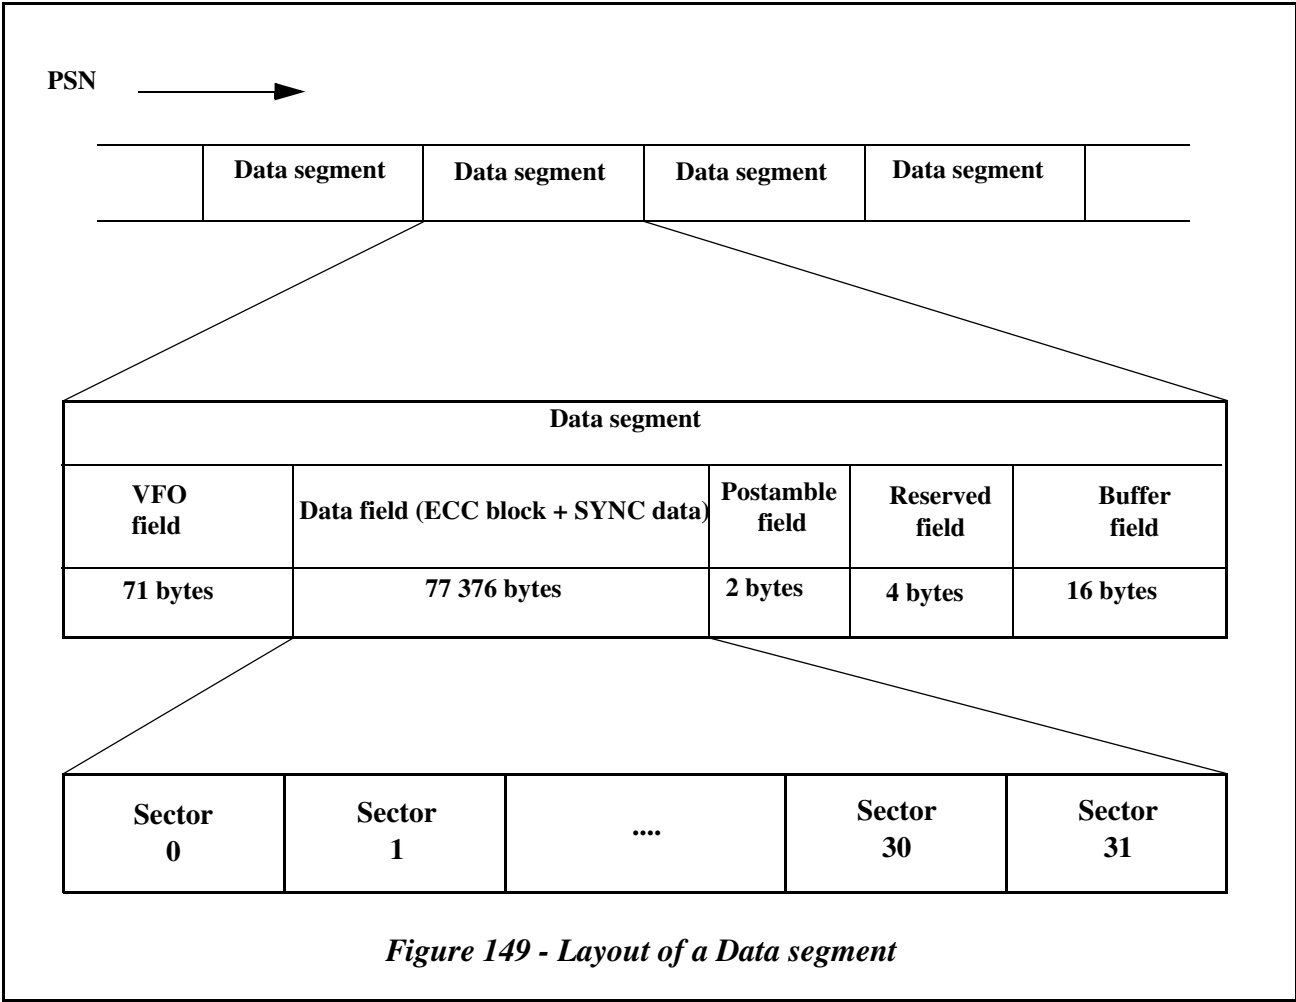 PSN
Data segment Data segment Data segment Data segment
Data segment
VFO
field
Data field (ECC block + SYNC data)
Postamble
field
Reserved
field
Buffer
field
71 bytes 77 376 bytes 2 bytes 4 bytes 16 bytes
Sector
0
Sector
1
....
Sector
30
Sector
31
Figure 149 - Layout of a Data segment